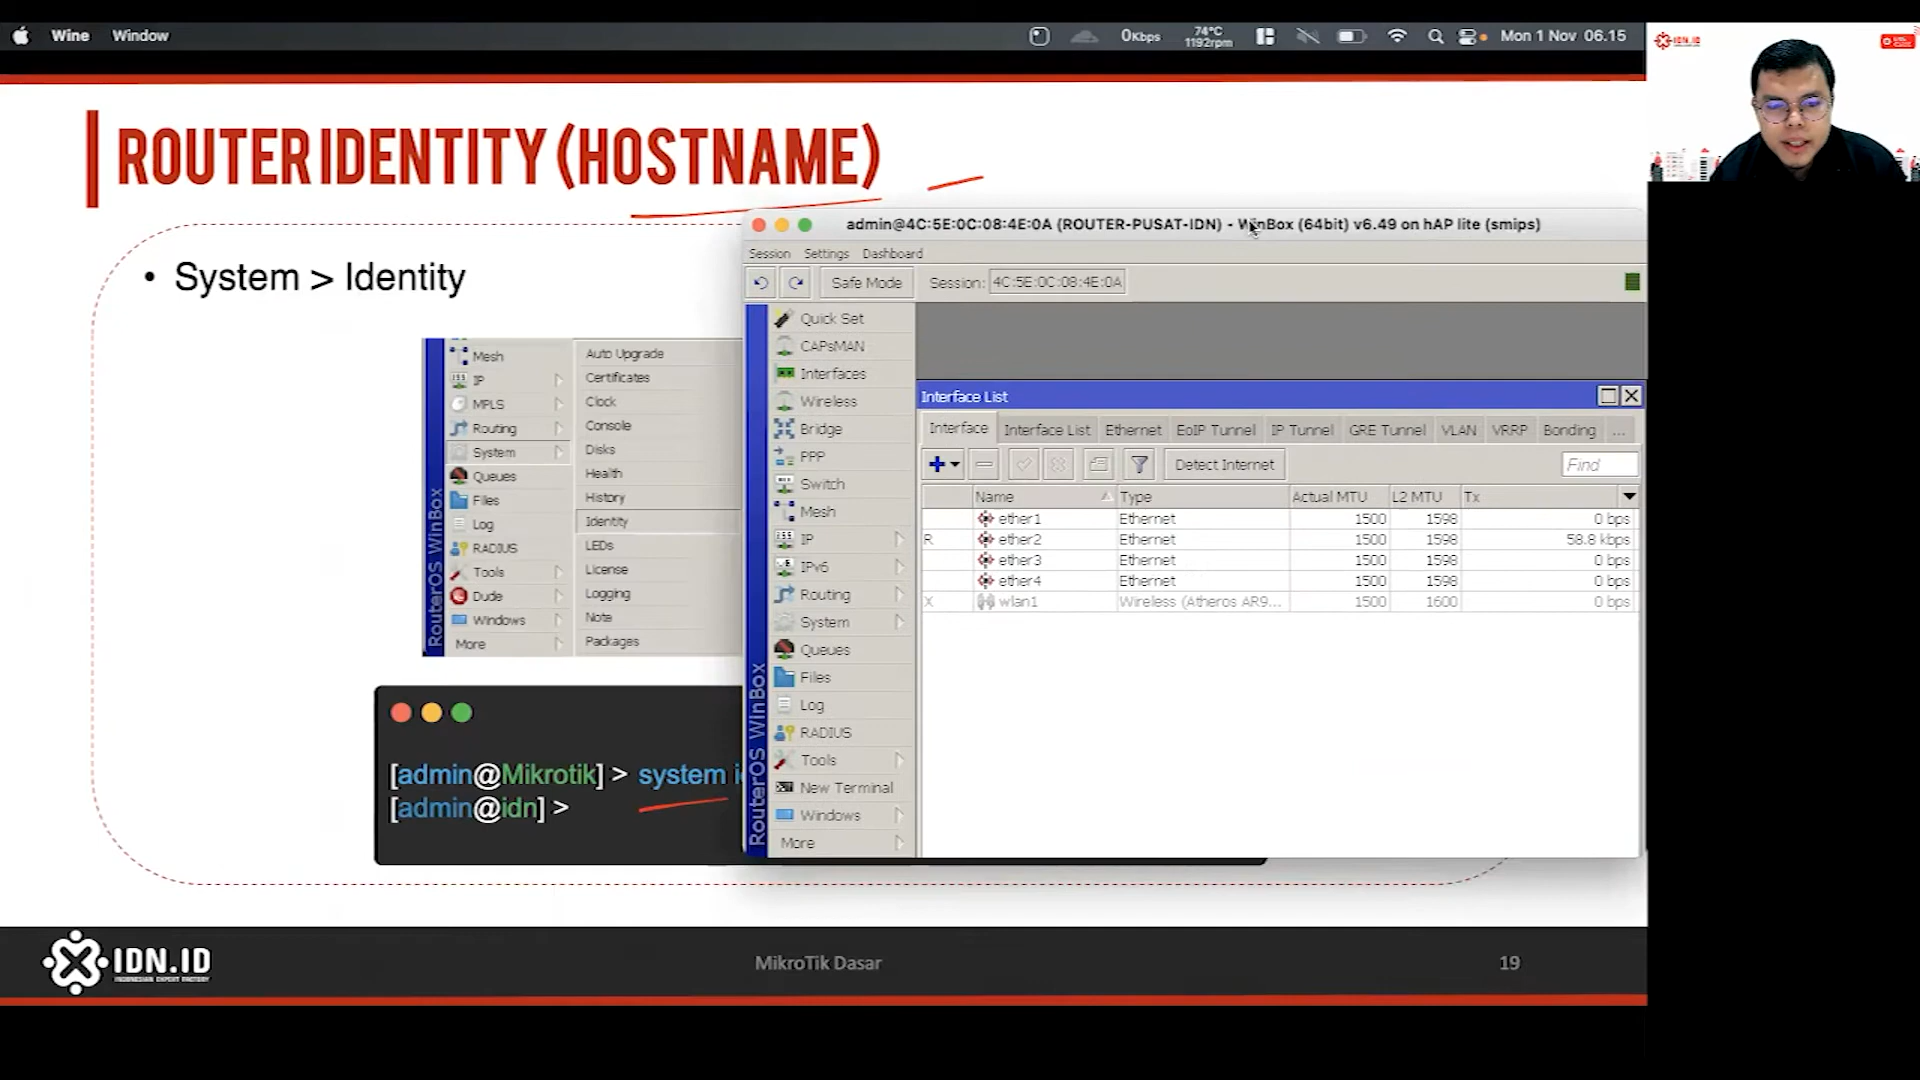 Wine Window
0Kbps
74°C
1192rpm
Mon 1 Nov 06.15
IDN.ID
ROUTER IDENTITY (HOSTNAME)
• System > Identity
Mesh
IP
MPLS
Routing
System
Queues
Files
Log
RADIUS
Tools
Dude
Windows
More
RouterOS WinBox
Auto Upgrade
Certificates
Clock
Console
Disks
Health
History
Identity
LEDs
License
Logging
Note
Packages
[admin@Mikrotik] > system i
[admin@idn] >
admin@4C:5E:0C:08:4E:0A (ROUTER-PUSAT-IDN) - WinBox (64bit) v6.49 on hAP lite (smips)
Session Settings Dashboard
Safe Mode Session: 4C:5E:0C:08:4E:0A
Quick Set
CAPsMAN
Interfaces
Wireless
Bridge
PPP
Switch
Mesh
IP
IPv6
Routing
System
Queues
Files
Log
RADIUS
Tools
New Terminal
Windows
More
RouterOS WinBox
Interface List
Interface Interface List Ethernet EoIP Tunnel IP Tunnel GRE Tunnel VLAN VRRP Bonding ...
Detect Internet Find
Name Type Actual MTU L2 MTU Tx
ether1 Ethernet 1500 1598 0 bps
R ether2 Ethernet 1500 1598 58.8 kbps
ether3 Ethernet 1500 1598 0 bps
ether4 Ethernet 1500 1598 0 bps
X wlan1 Wireless (Atheros AR9... 1500 1600 0 bps
IDN.ID
INDONESIAN EXPERT FACTORY
MikroTik Dasar
19